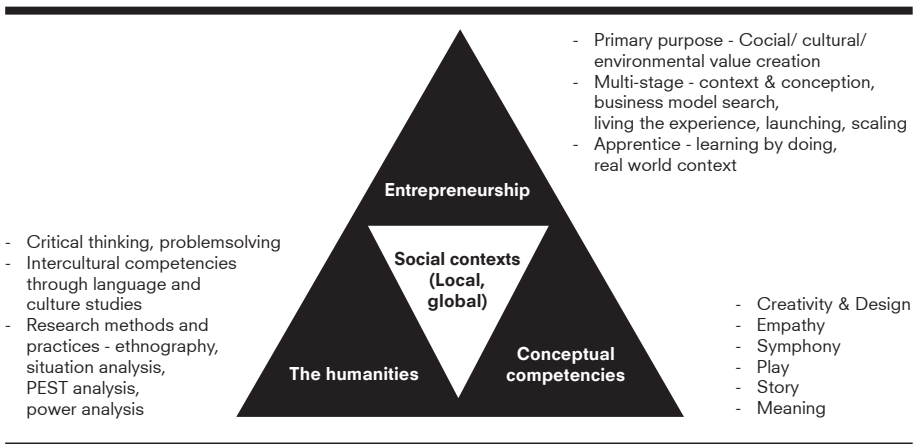 - Primary purpose - Cocial/ cultural/
environmental value creation
- Multi-stage - context & conception,
business model search,
living the experience, launching, scaling
- Apprentice - learning by doing,
real world context
Entrepreneurship
- Critical thinking, problemsolving
- Intercultural competencies
through language and
culture studies
- Research methods and
practices - ethnography,
situation analysis,
PEST analysis,
power analysis
Social contexts
(Local,
global)
The humanities
Conceptual
competencies
- Creativity & Design
- Empathy
- Symphony
- Play
- Story
- Meaning